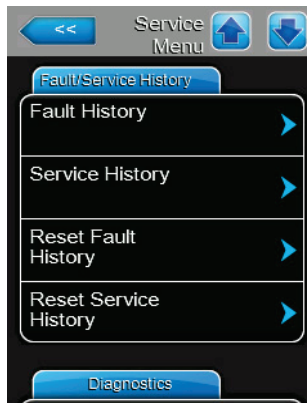 << Service
Menu
Fault/Service History
Fault History
Service History
Reset Fault
History
Reset Service
History
Diagnostics